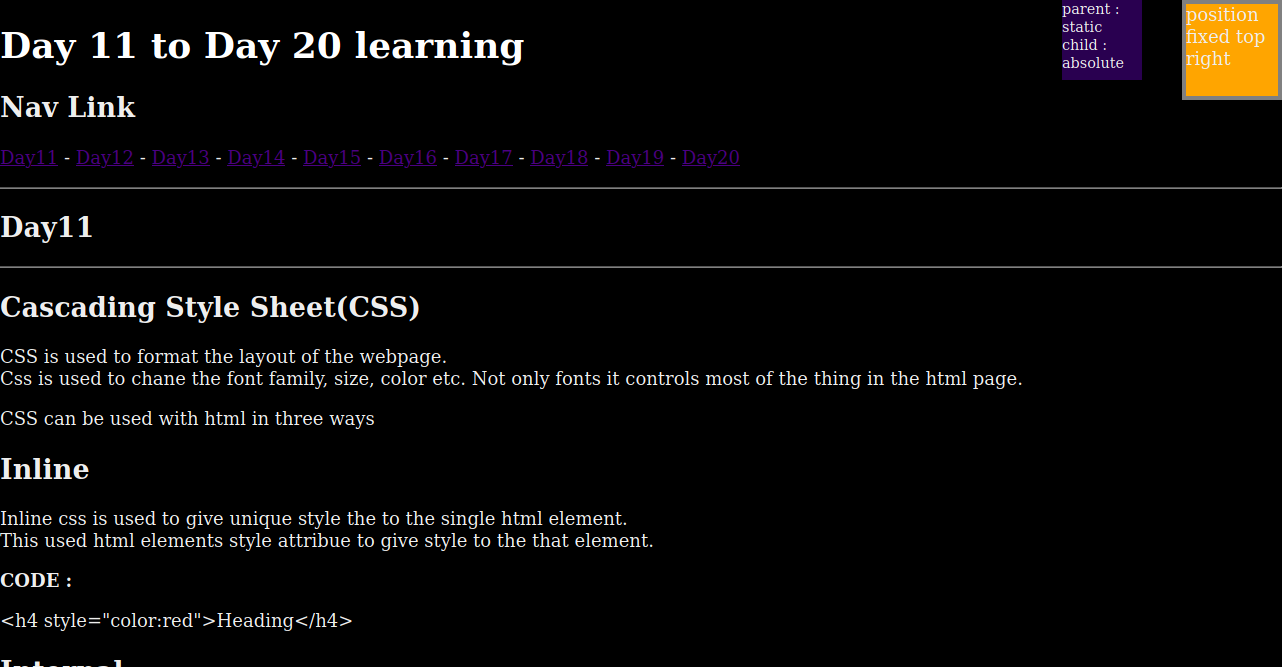 Day 11 to Day 20 learning
parent :
static
child :
absolute
position
fixed top
right
Nav Link
Day11 - Day12 - Day13 - Day14 - Day15 - Day16 - Day17 - Day18 - Day19 - Day20
Day11
Cascading Style Sheet(CSS)
CSS is used to format the layout of the webpage.
Css is used to chane the font family, size, color etc. Not only fonts it controls most of the thing in the html page.
CSS can be used with html in three ways
Inline
Inline css is used to give unique style the to the single html element.
This used html elements style attribue to give style to the that element.
CODE :
<h4 style="color:red">Heading</h4>
Internal